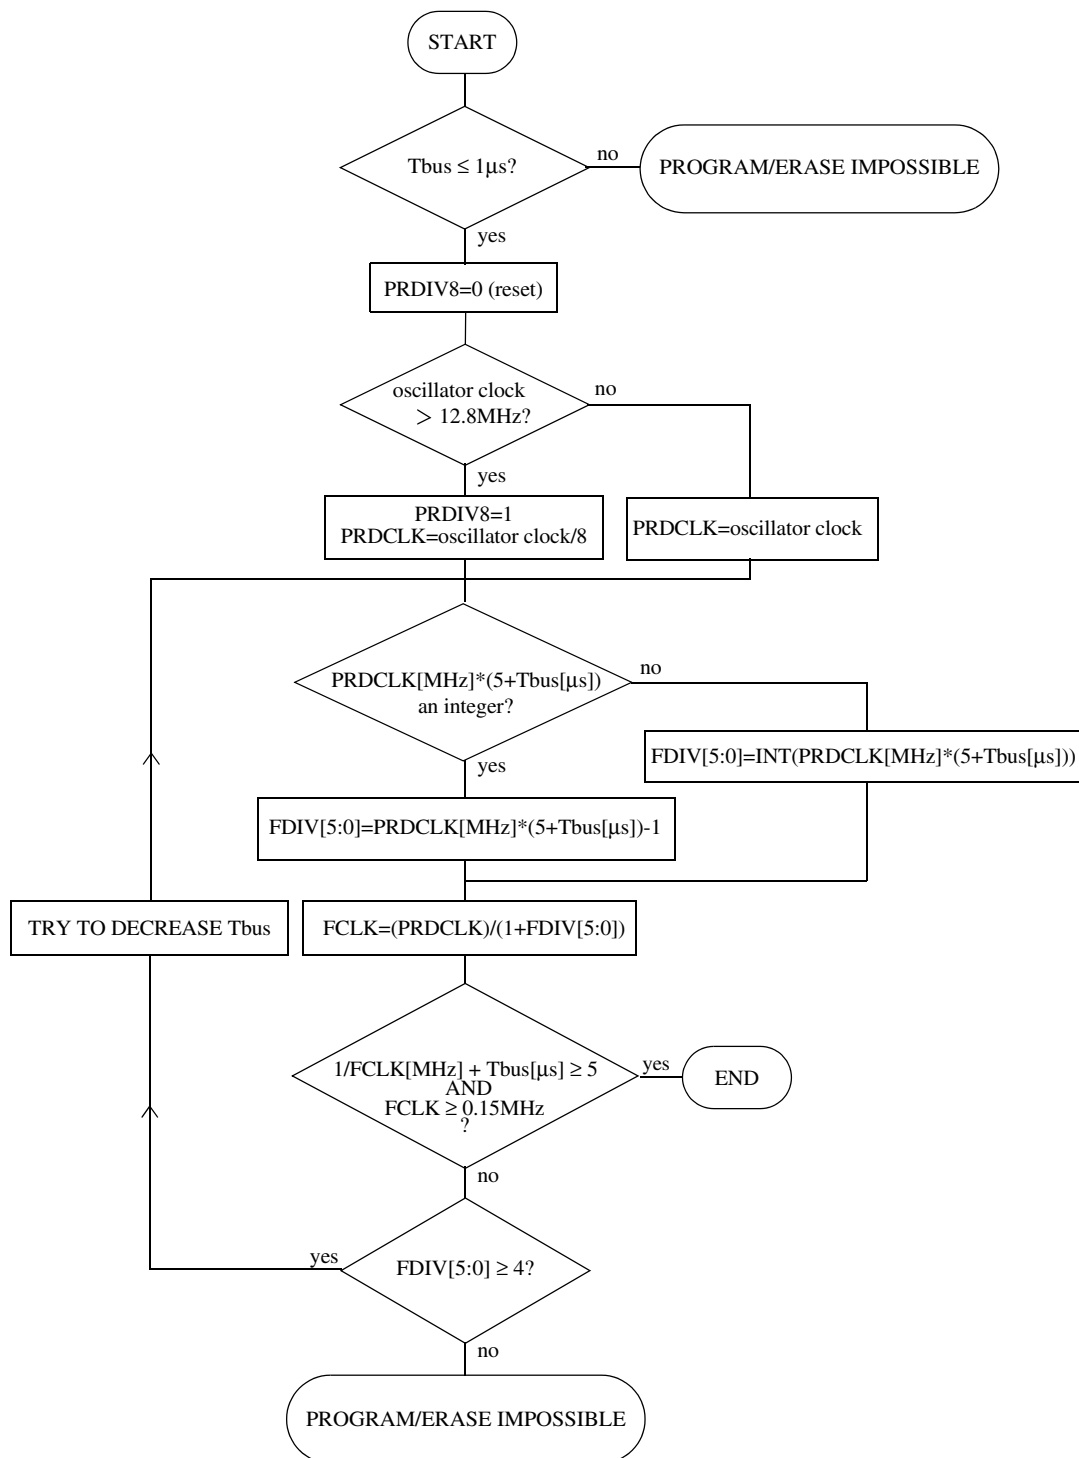 START
Tbus ≤ 1μs?
no
PROGRAM/ERASE IMPOSSIBLE
yes
PRDIV8=0 (reset)
oscillator clock
> 12.8MHz?
no
yes
PRDIV8=1
PRDCLK=oscillator clock/8
PRDCLK=oscillator clock
PRDCLK[MHz]*(5+Tbus[μs])
an integer?
no
yes
FDIV[5:0]=INT(PRDCLK[MHz]*(5+Tbus[μs]))
FDIV[5:0]=PRDCLK[MHz]*(5+Tbus[μs])-1
TRY TO DECREASE Tbus
FCLK=(PRDCLK)/(1+FDIV[5:0])
1/FCLK[MHz] + Tbus[μs] ≥ 5
AND
FCLK ≥ 0.15MHz
?
yes
END
no
yes
FDIV[5:0] ≥ 4?
no
PROGRAM/ERASE IMPOSSIBLE